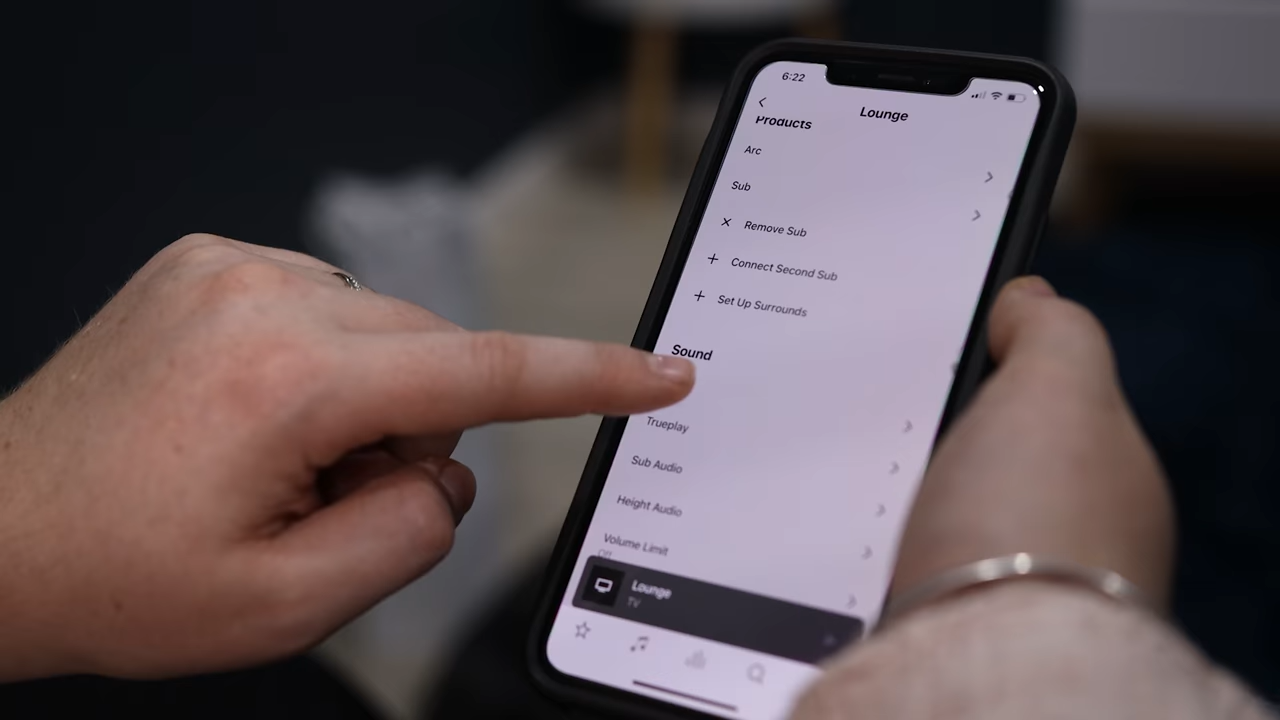 6:22
Lounge
Products
Arc
Sub
Remove Sub
Connect Second Sub
Set Up Surrounds
Sound
Trueplay
Sub Audio
Height Audio
Volume Limit
Off
Lounge
TV